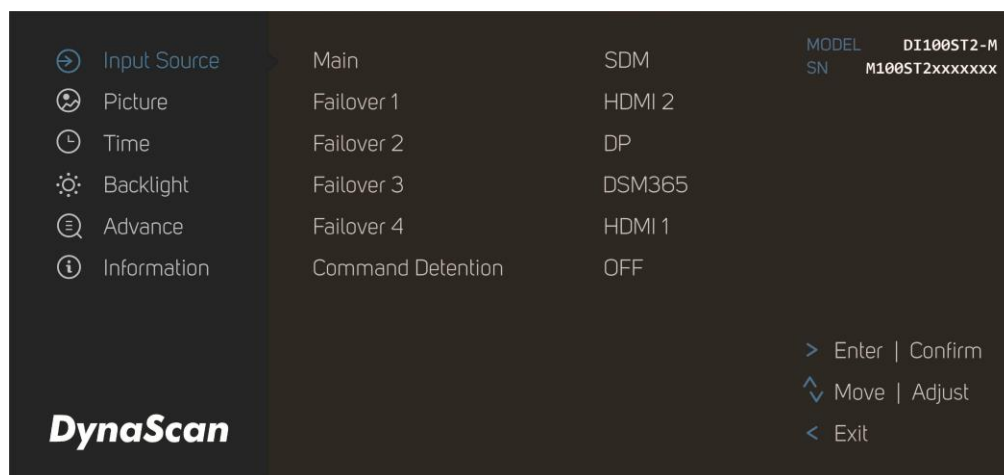 Input Source Main SDM
Picture Failover 1 HDMI 2
Time Failover 2 DP
Backlight Failover 3 DSM365
Advance Failover 4 HDMI 1
Information Command Detention OFF
MODEL DI100ST2-M
SN M100ST2xxxxxxx
> Enter | Confirm
Move | Adjust
< Exit
DynaScan